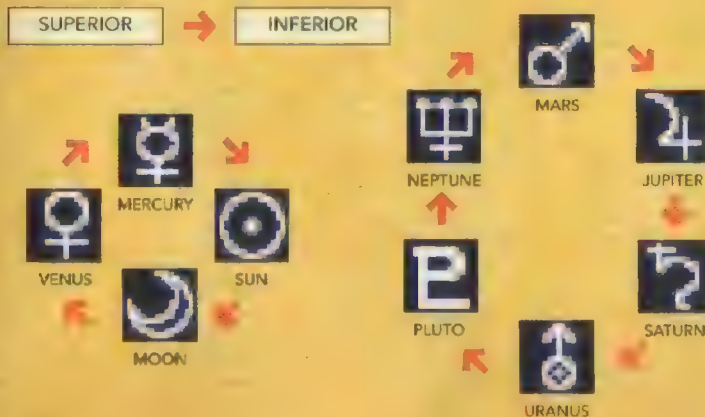 SUPERIOR
INFERIOR
MERCURY
VENUS
SUN
MOON
MARS
NEPTUNE
JUPITER
PLUTO
SATURN
URANUS